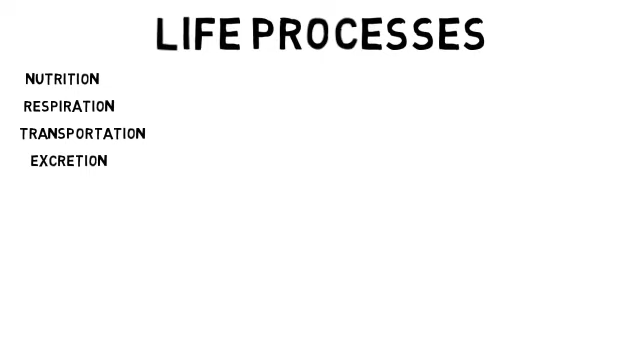 LIFE PROCESSES
NUTRITION
RESPIRATION
TRANSPORTATION
EXCRETION